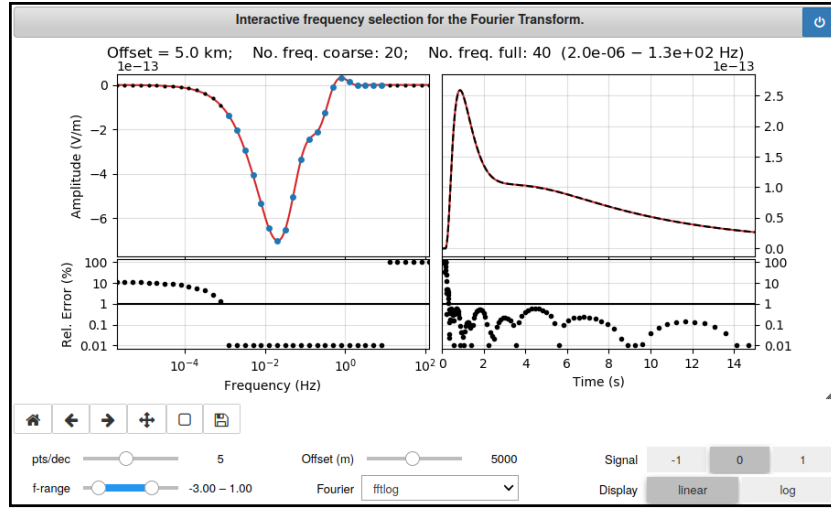 Interactive frequency selection for the Fourier Transform.
Offset = 5.0 km; No. freq. coarse: 20; No. freq. full: 40 (2.0e-06 − 1.3e+02 Hz)
1e−13
1e−13
0
−2
−4
−6
Amplitude (V/m)
2.5
2.0
1.5
1.0
0.5
0.0
100
10
1
0.1
0.01
Rel. Error (%)
100
10
1
0.1
0.01
10⁻⁴ 10⁻² 10⁰ 10²
Frequency (Hz)
0 2 4 6 8 10 12 14
Time (s)
pts/dec 5 Offset (m) 5000 Signal -1 0 1
f-range -3.00 – 1.00 Fourier fftlog Display linear log